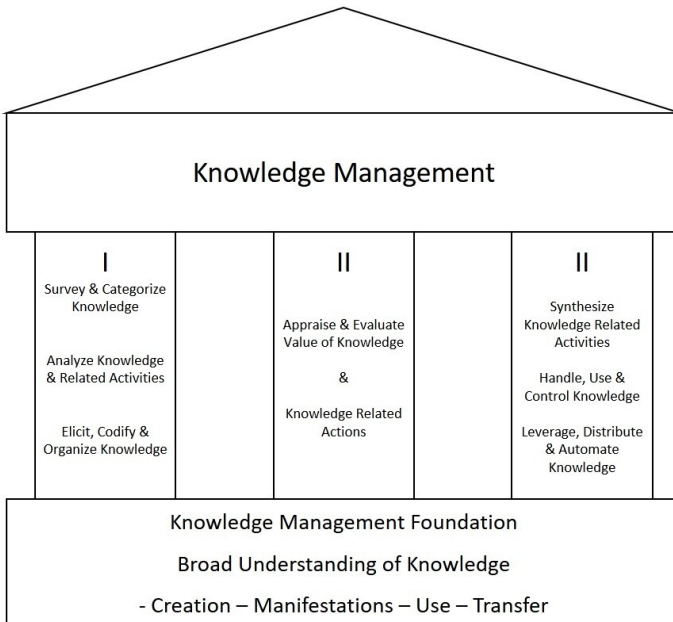 Knowledge Management
I
Survey & Categorize
Knowledge
Analyze Knowledge
& Related Activities
Elicit, Codify &
Organize Knowledge
II
Appraise & Evaluate
Value of Knowledge
&
Knowledge Related
Actions
II
Synthesize
Knowledge Related
Activities
Handle, Use &
Control Knowledge
Leverage, Distribute
& Automate
Knowledge
Knowledge Management Foundation
Broad Understanding of Knowledge
- Creation – Manifestations – Use – Transfer